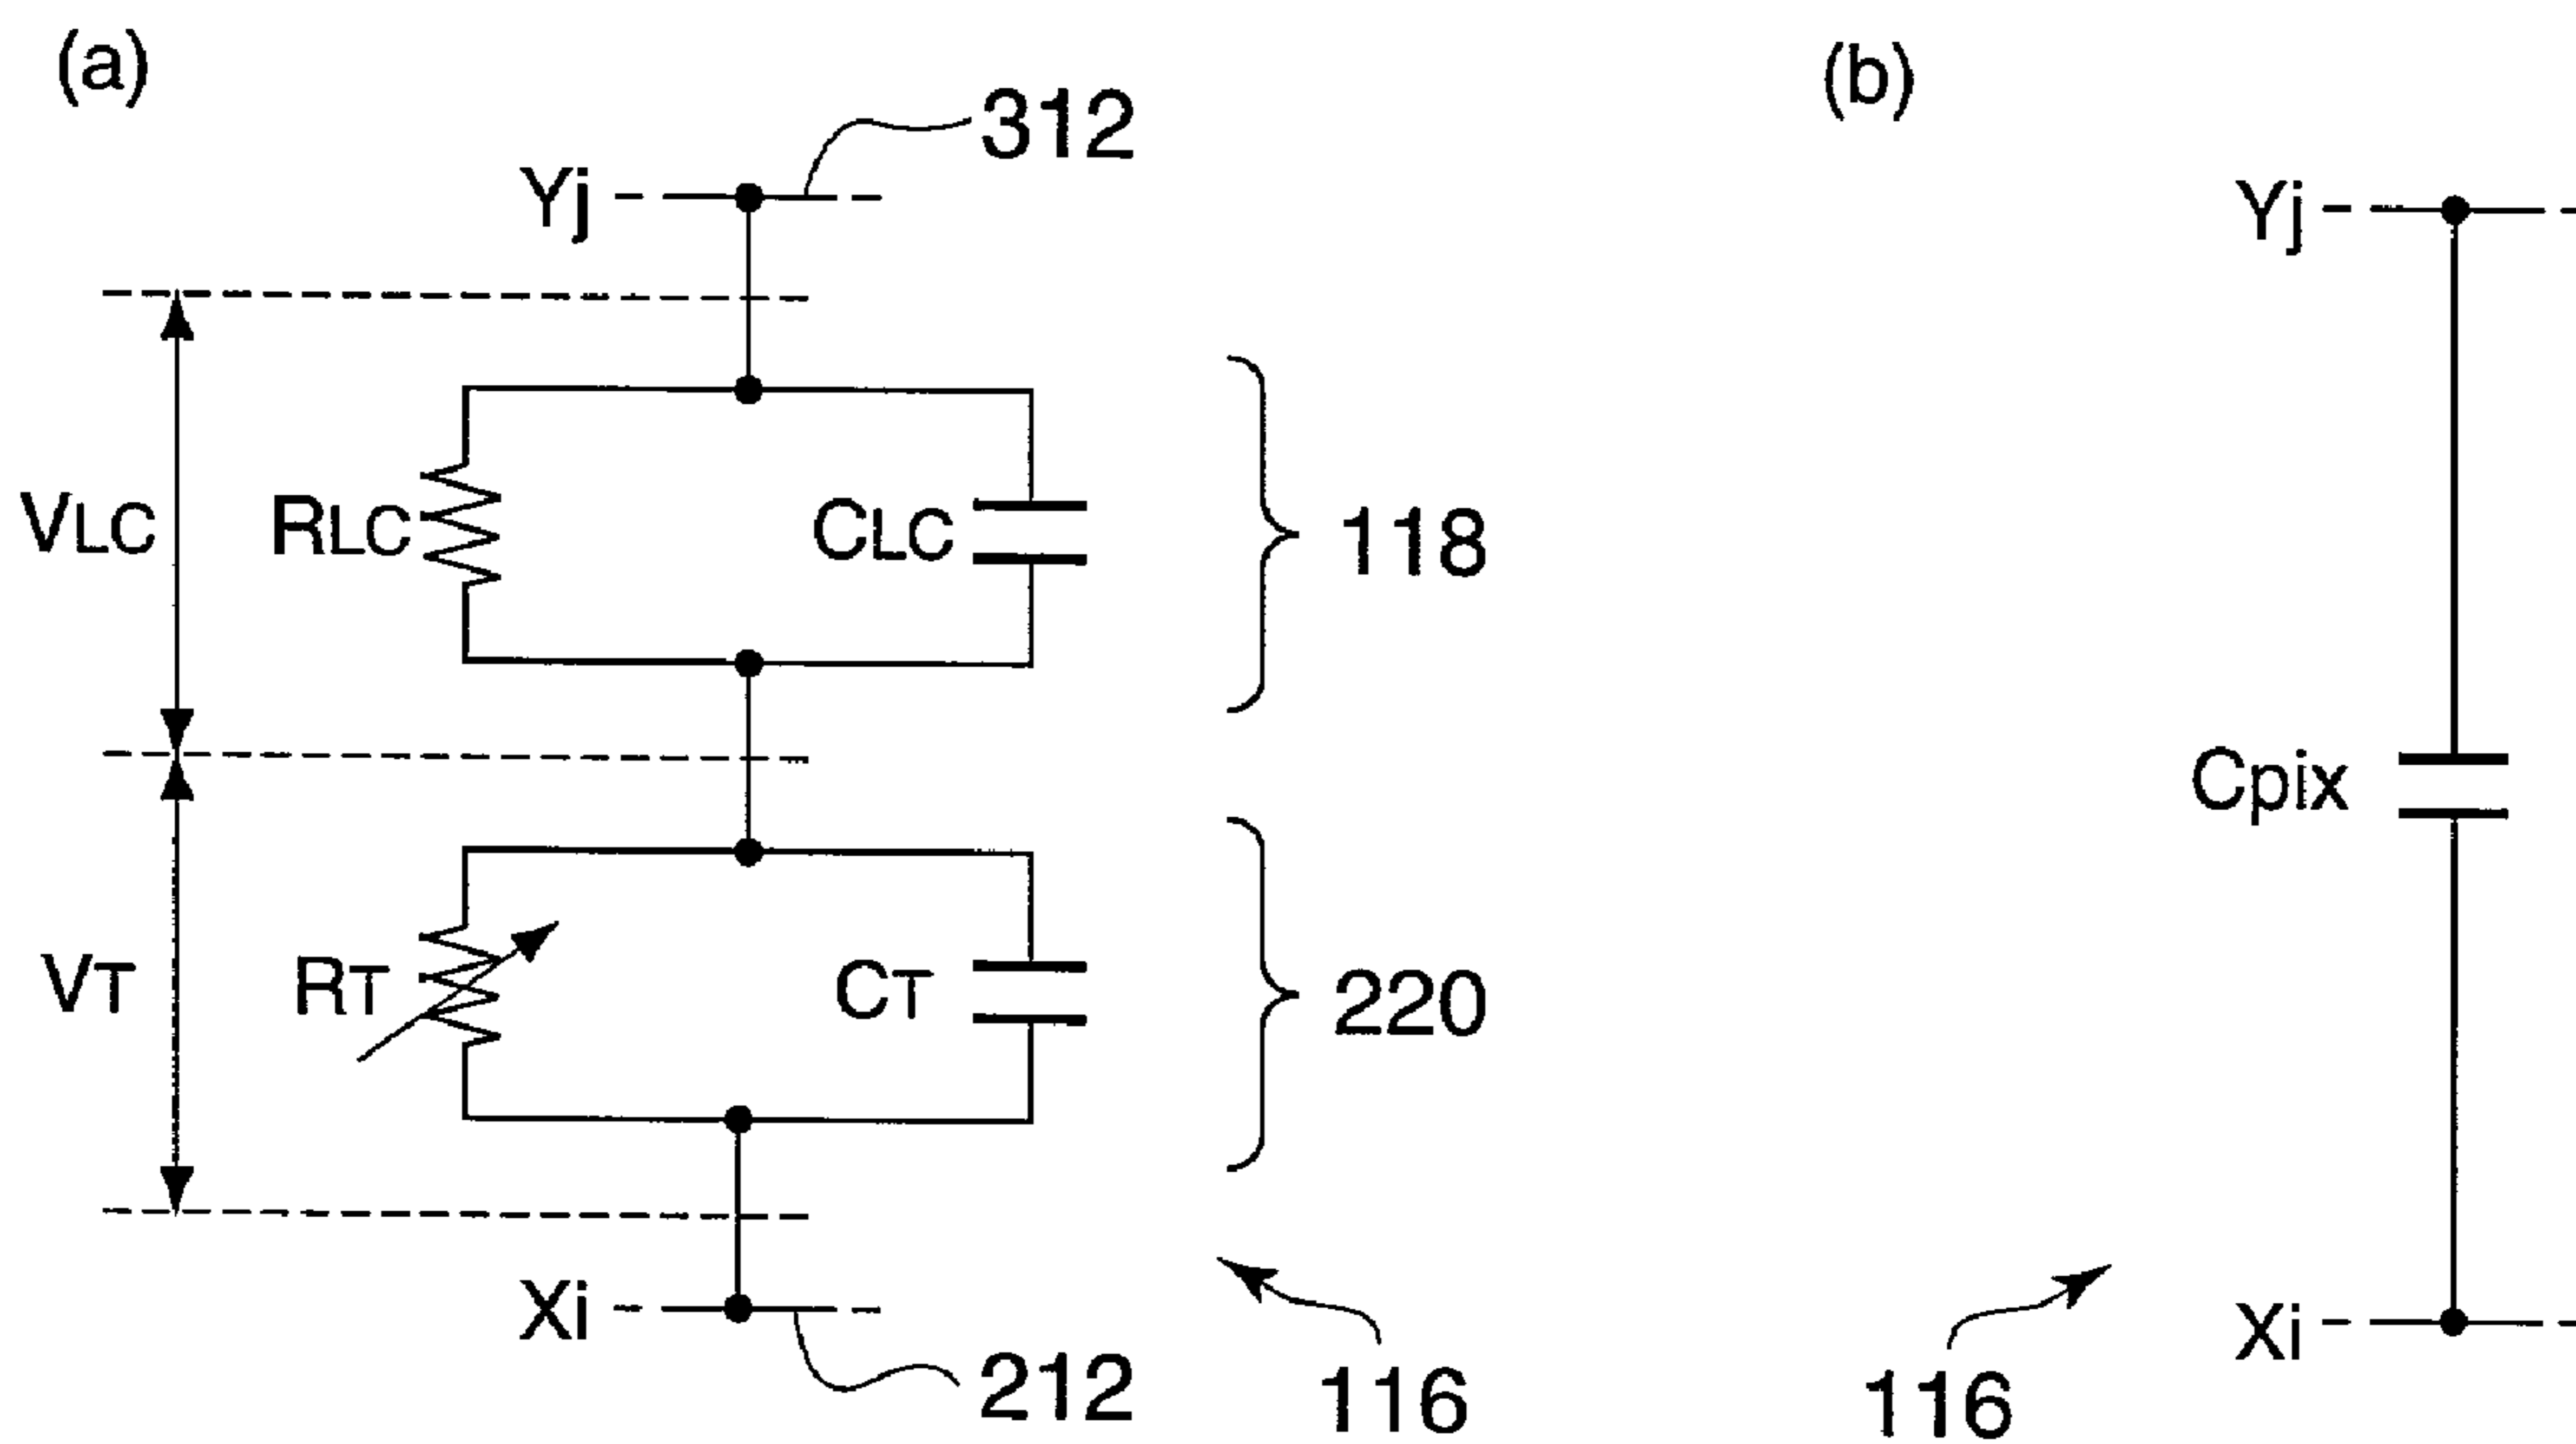 (a)
312
Yj
VLC
RLC
CLC
118
VT
RT
CT
220
Xi
212
116
(b)
Yj
Cpix
Xi
116